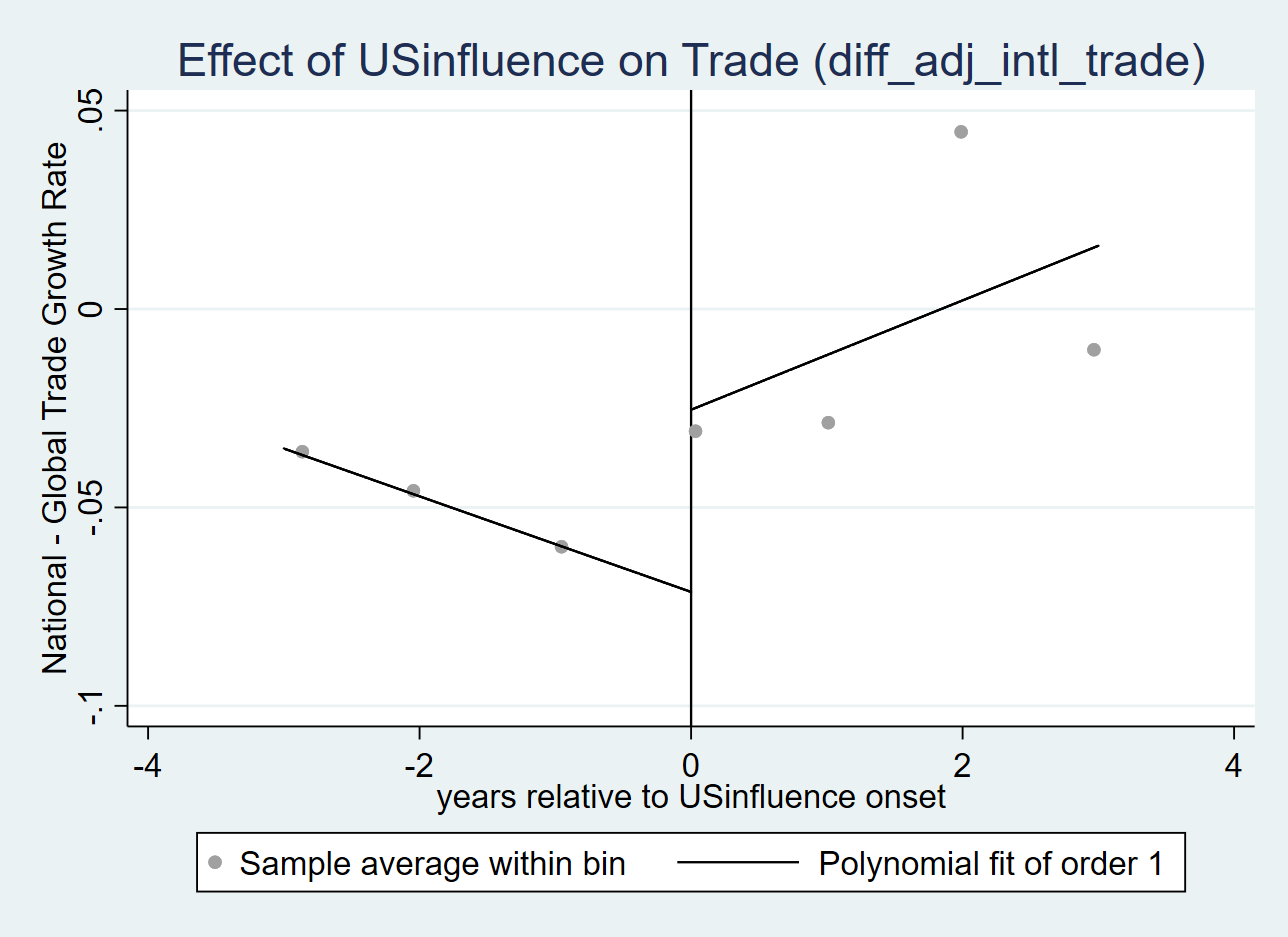 Effect of USinfluence on Trade (diff_adj_intl_trade)
National - Global Trade Growth Rate
.05
0
-.05
-.1
-4
-2
0
2
4
years relative to USinfluence onset
Sample average within bin
Polynomial fit of order 1